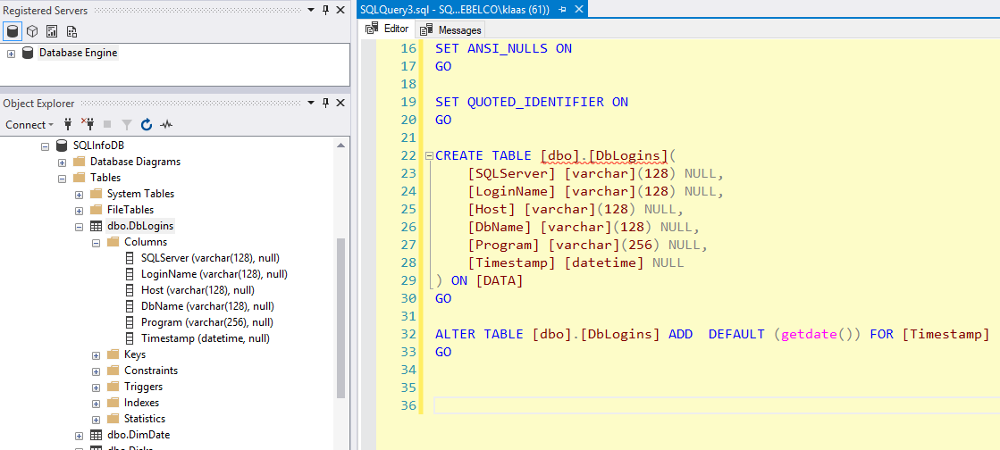 Registered Servers
Database Engine
Object Explorer
Connect
SQLInfoDB
Database Diagrams
Tables
System Tables
FileTables
dbo.DbLogins
Columns
SQLServer (varchar(128), null)
LoginName (varchar(128), null)
Host (varchar(128), null)
DbName (varchar(128), null)
Program (varchar(256), null)
Timestamp (datetime, null)
Keys
Constraints
Triggers
Indexes
Statistics
dbo.DimDate
SQLQuery3.sql - SQ...EBELCO\klaas (61))
Editor
Messages
16 SET ANSI_NULLS ON
17 GO
18
19 SET QUOTED_IDENTIFIER ON
20 GO
21
22 CREATE TABLE [dbo].[DbLogins](
23 [SQLServer] [varchar](128) NULL,
24 [LoginName] [varchar](128) NULL,
25 [Host] [varchar](128) NULL,
26 [DbName] [varchar](128) NULL,
27 [Program] [varchar](256) NULL,
28 [Timestamp] [datetime] NULL
29 ) ON [DATA]
30 GO
31
32 ALTER TABLE [dbo].[DbLogins] ADD  DEFAULT (getdate()) FOR [Timestamp]
33 GO
34
35
36